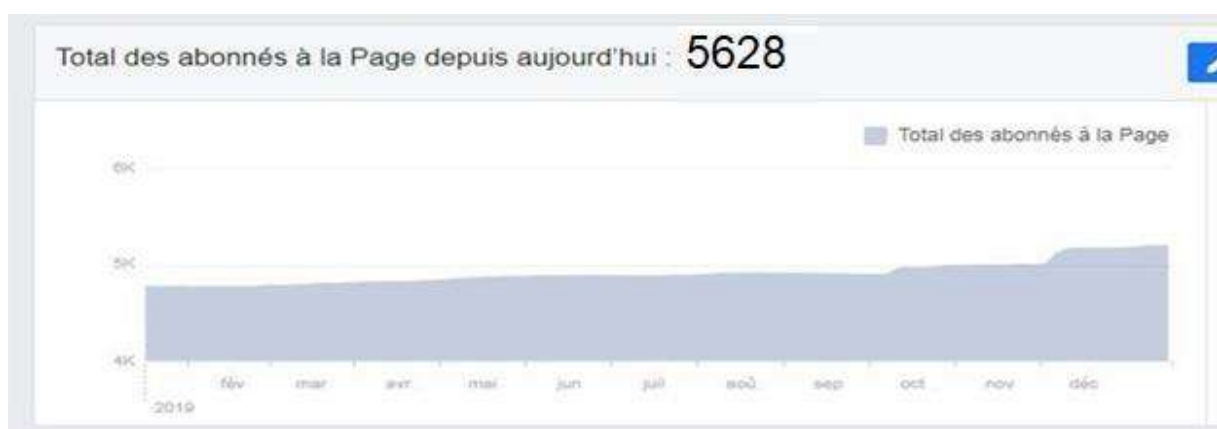 Total des abonnés à la Page depuis aujourd'hui : 5628
Total des abonnés à la Page
6K
5K
4K
fév mar avr mai jun juil aoû sep oct nov déc
2019